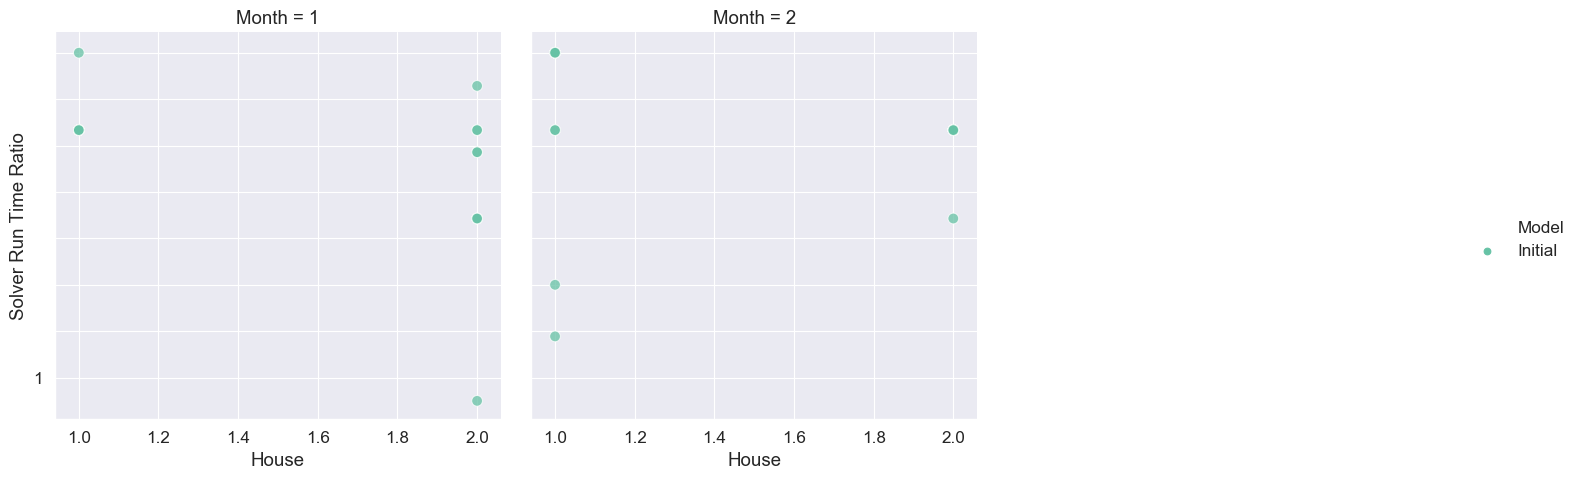 Month = 1
Month = 2
Solver Run Time Ratio
1
1.0 1.2 1.4 1.6 1.8 2.0
1.0 1.2 1.4 1.6 1.8 2.0
House
House
Model
Initial